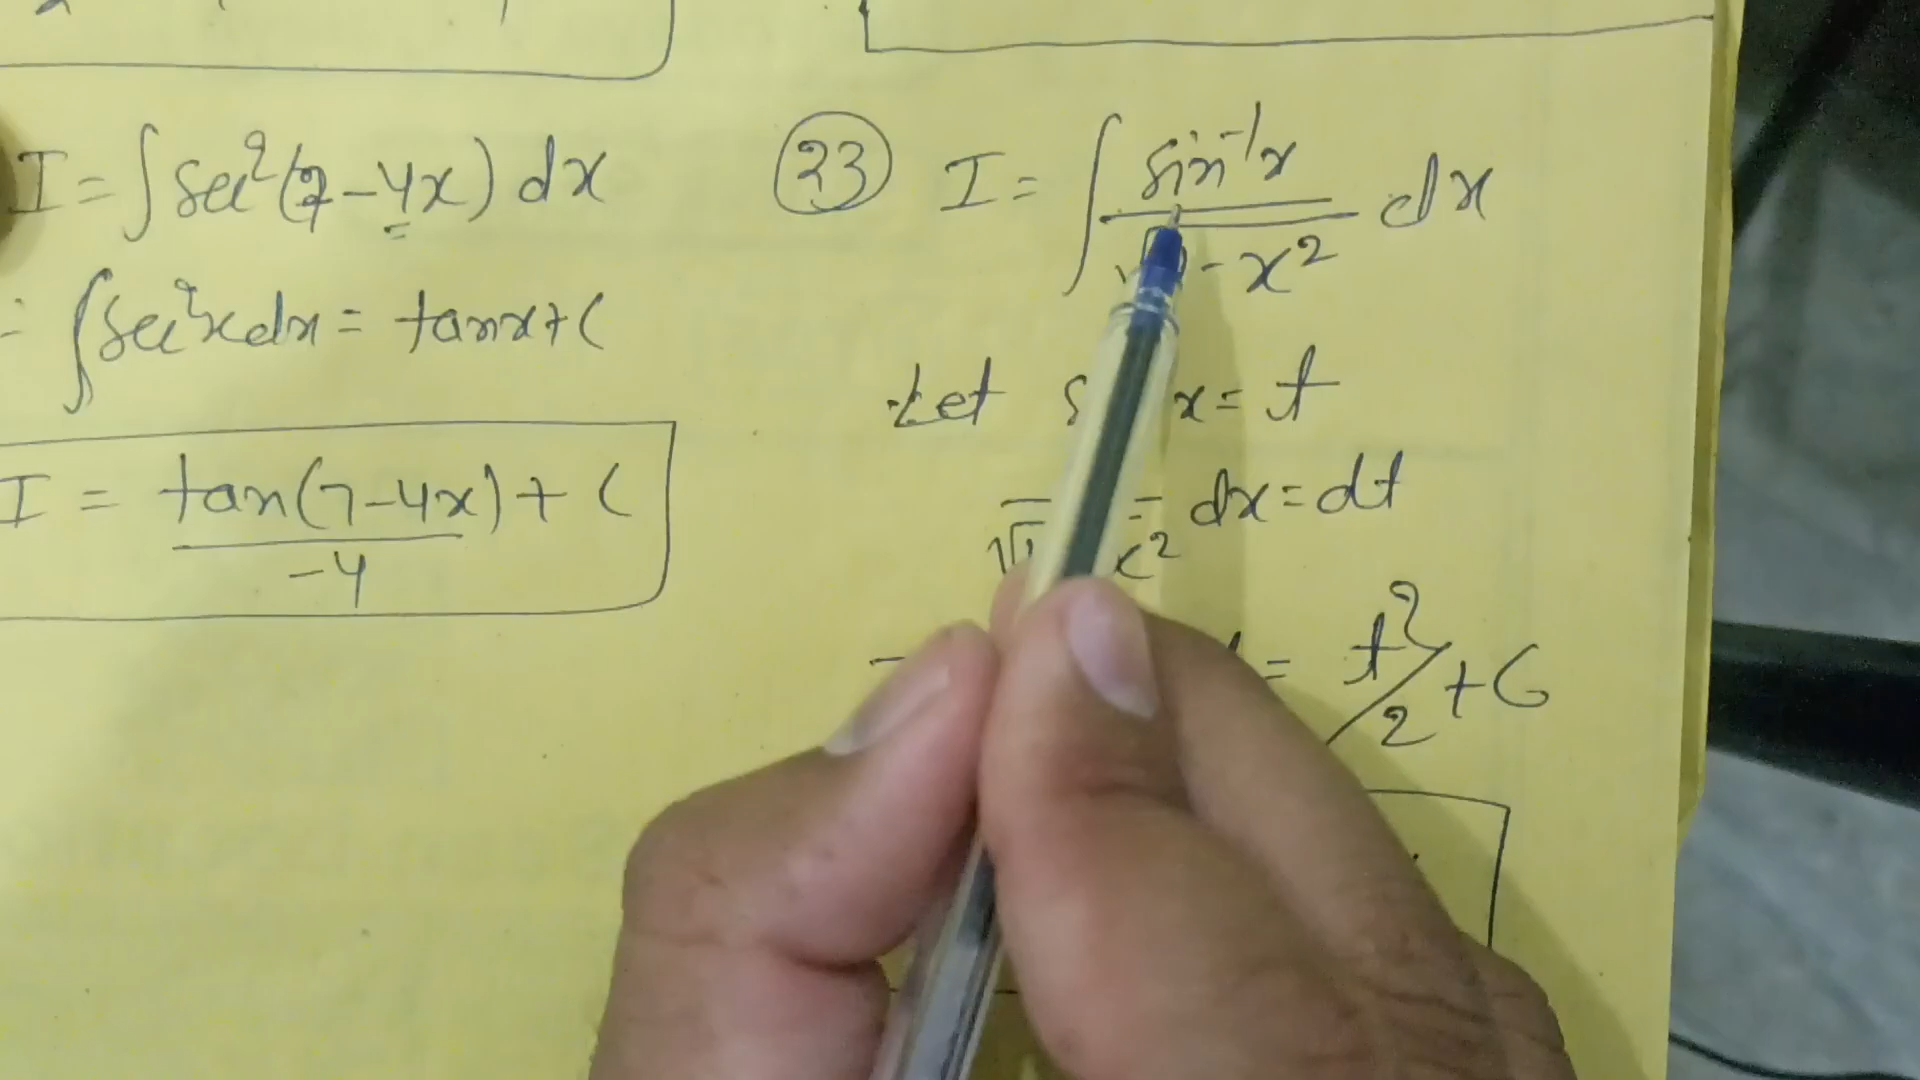 I = ∫ sec²(7-4x) dx
∫ sec²x dx = tanx + C
I = tan(7-4x) + C
-4
23 I = ∫ sin⁻¹x dx
- x²
Let x = t
dx = dt
√1 x²
= t²/2 + C